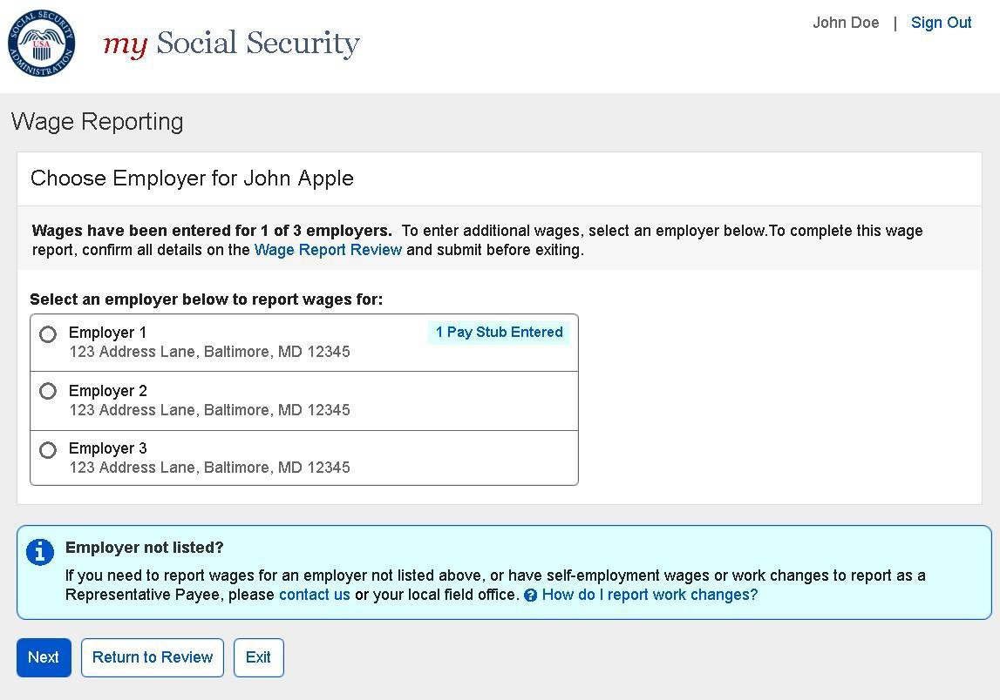 SOCIAL SECURITY
USA
ADMINISTRATION
my Social Security
John Doe | Sign Out
Wage Reporting
Choose Employer for John Apple
Wages have been entered for 1 of 3 employers. To enter additional wages, select an employer below.To complete this wage
report, confirm all details on the Wage Report Review and submit before exiting.
Select an employer below to report wages for:
Employer 1
1 Pay Stub Entered
123 Address Lane, Baltimore, MD 12345
Employer 2
123 Address Lane, Baltimore, MD 12345
Employer 3
123 Address Lane, Baltimore, MD 12345
Employer not listed?
If you need to report wages for an employer not listed above, or have self-employment wages or work changes to report as a
Representative Payee, please contact us or your local field office. ? How do I report work changes?
Next
Return to Review
Exit